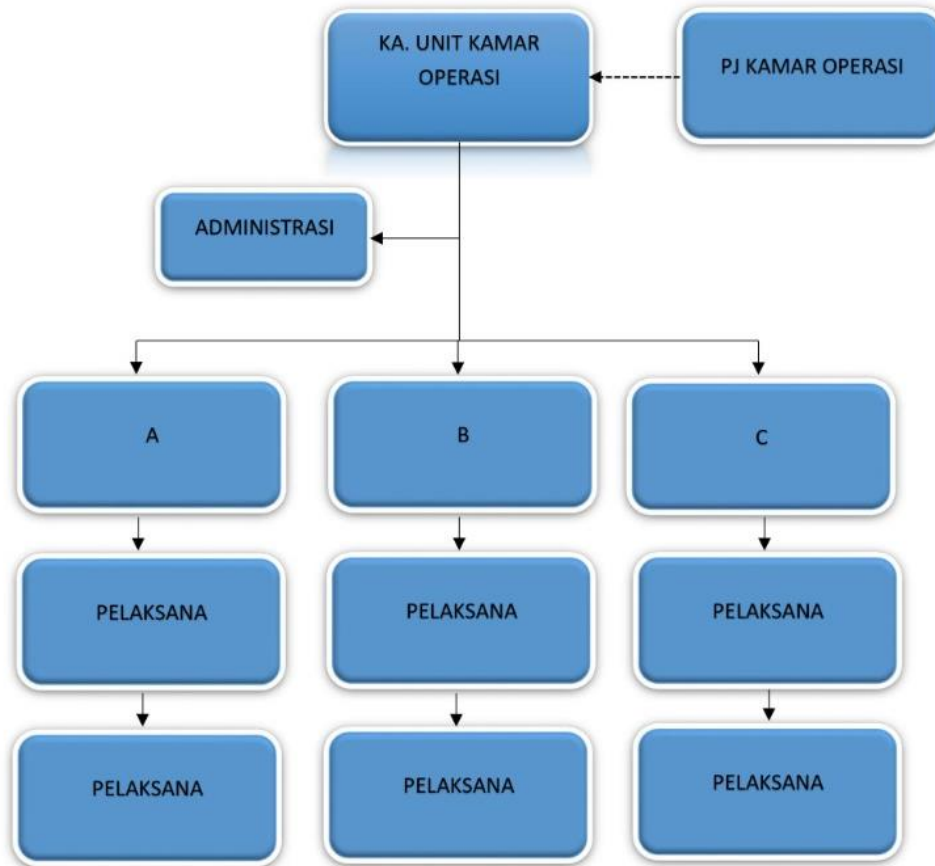 KA. UNIT KAMAR
OPERASI
PJ KAMAR OPERASI
ADMINISTRASI
A
B
C
PELAKSANA
PELAKSANA
PELAKSANA
PELAKSANA
PELAKSANA
PELAKSANA